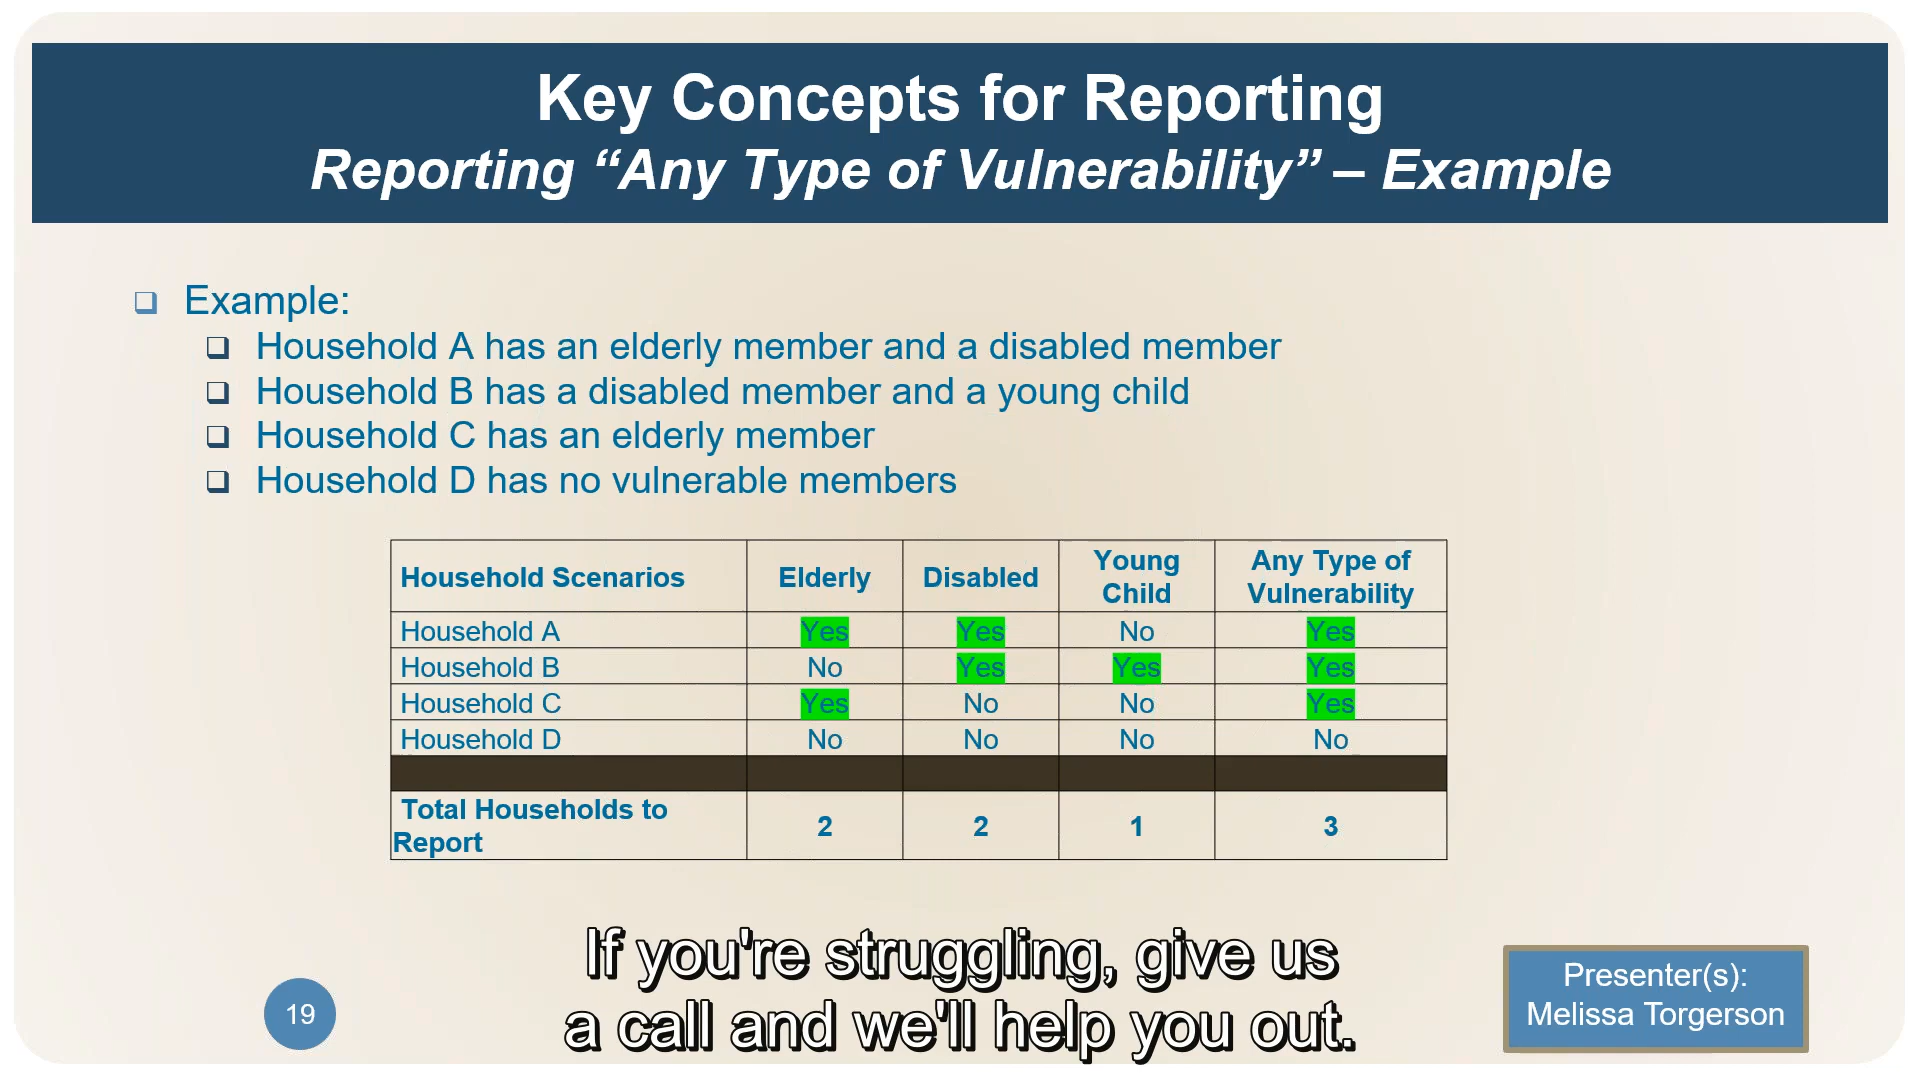 Key Concepts for Reporting
Reporting “Any Type of Vulnerability” – Example
Example:
Household A has an elderly member and a disabled member
Household B has a disabled member and a young child
Household C has an elderly member
Household D has no vulnerable members
Household Scenarios Elderly Disabled Young Child Any Type of Vulnerability
Household A Yes Yes No Yes
Household B No Yes Yes Yes
Household C Yes No No Yes
Household D No No No No
Total Households to Report 2 2 1 3
If you're struggling, give us
a call and we'll help you out.
19
Presenter(s):
Melissa Torgerson